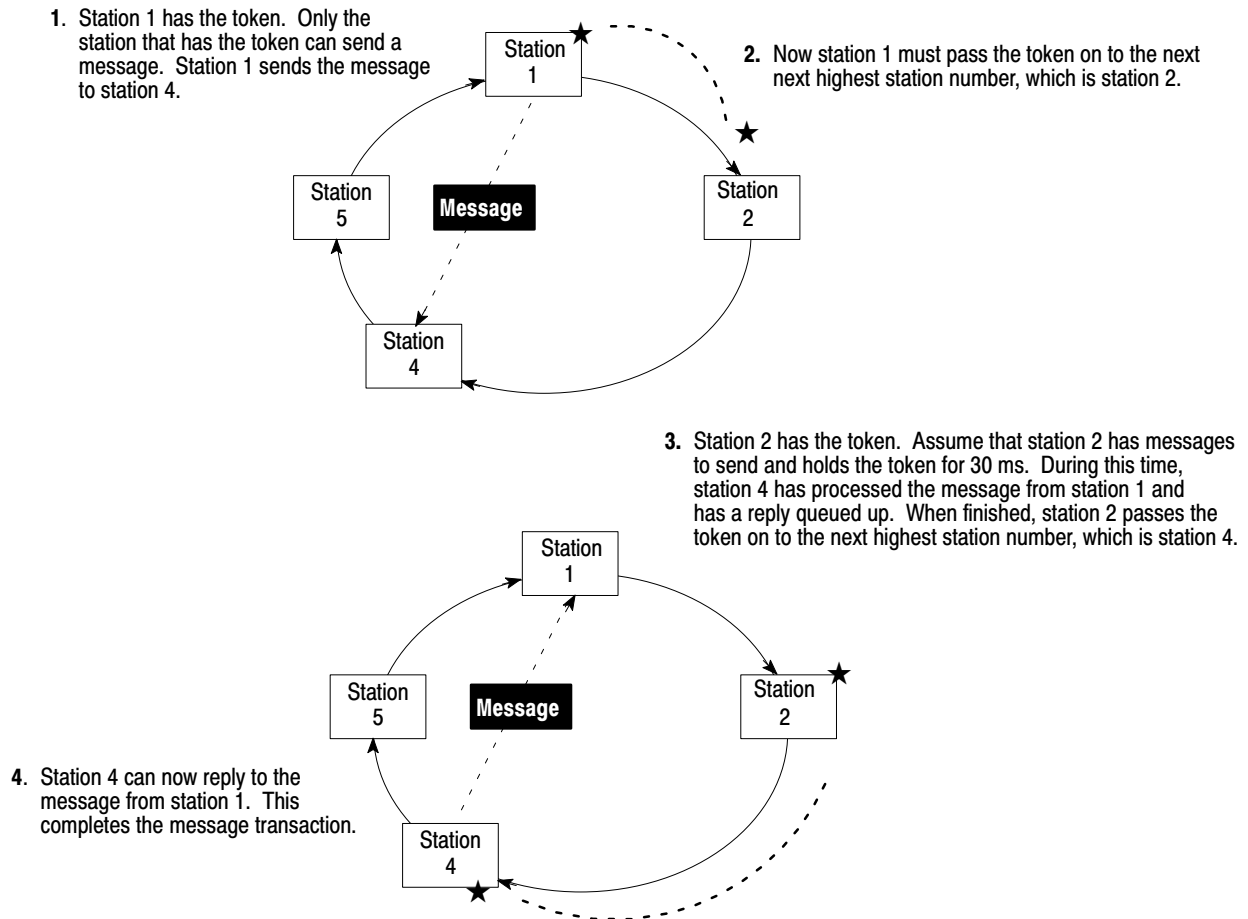 1. Station 1 has the token. Only the
station that has the token can send a
message. Station 1 sends the message
to station 4.
Station
1
2. Now station 1 must pass the token on to the next
next highest station number, which is station 2.
Station
5
Message
Station
2
Station
4
3. Station 2 has the token. Assume that station 2 has messages
to send and holds the token for 30 ms. During this time,
station 4 has processed the message from station 1 and
has a reply queued up. When finished, station 2 passes the
token on to the next highest station number, which is station 4.
Station
1
Station
5
Message
Station
2
4. Station 4 can now reply to the
message from station 1. This
completes the message transaction.
Station
4